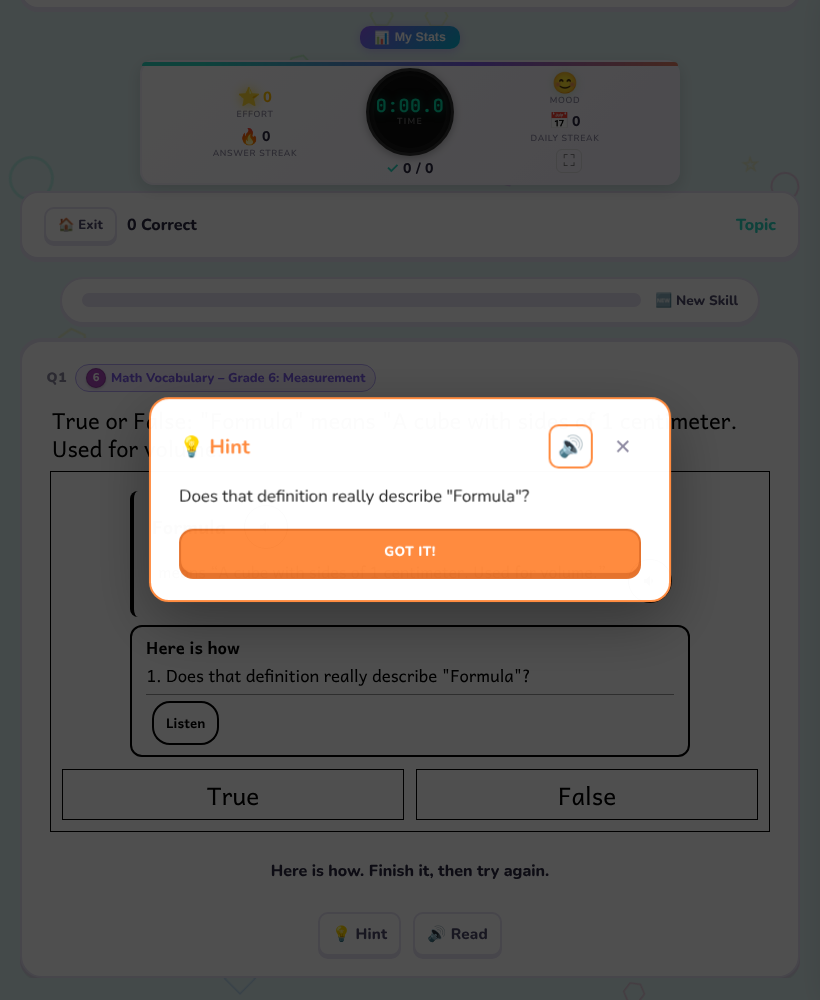 📊 My Stats
⭐ 0
EFFORT
🔥 0
ANSWER STREAK
0:00.0
TIME
✓ 0 / 0
😊
MOOD
📅 0
DAILY STREAK
🏠 Exit
0 Correct
Topic
🆕 New Skill
Q1
6 Math Vocabulary – Grade 6: Measurement
True or False: "Formula" means "A cube with sides of 1 centimeter.
Used for
💡 Hint
🔊
✕
Does that definition really describe "Formula"?
GOT IT!
Here is how
1. Does that definition really describe "Formula"?
Listen
True
False
Here is how. Finish it, then try again.
💡 Hint
🔊 Read